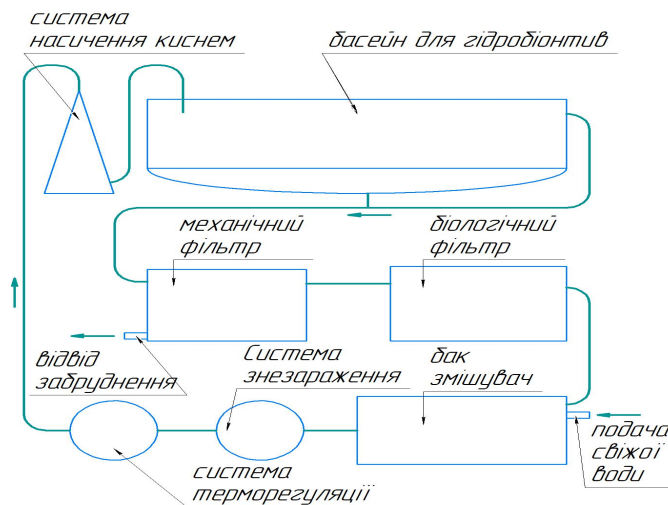 система
насичення киснем
басейн для гідробіонтив
механічний
фільтр
біологічний
фільтр
відвід
забруднення
Система
знезараження
бак
змішувач
подача
свіжої
води
система
терморегуляції